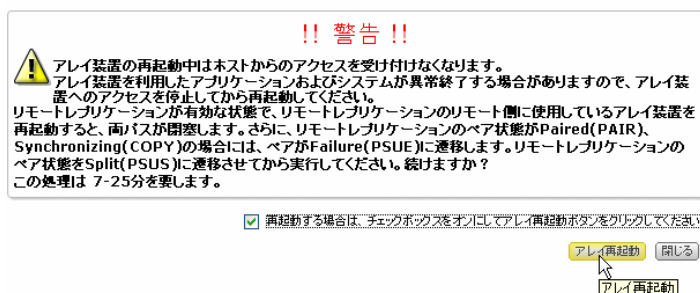 !! 警告 !!
アレイ装置の再起動中はホストからのアクセスを受け付けなくなります。
アレイ装置を利用したアプリケーションおよびシステムが異常終了する場合がありますので、アレイ装
置へのアクセスを停止してから再起動してください。
リモートレプリケーションが有効な状態で、リモートレプリケーションのリモート側に使用しているアレイ装置を
再起動すると、両パスが閉塞します。さらに、リモートレプリケーションのペア状態がPaired(PAIR)、
Synchronizing(COPY)の場合には、ペアがFailure(PSUE)に遷移します。リモートレプリケーションの
ペア状態をSplit(PSUS)に遷移させてから実行してください。続けますか？
この処理は 7-25分を要します。
再起動する場合は、チェックボックスをオンにしてアレイ再起動ボタンをクリックしてください
アレイ再起動 閉じる
アレイ再起動